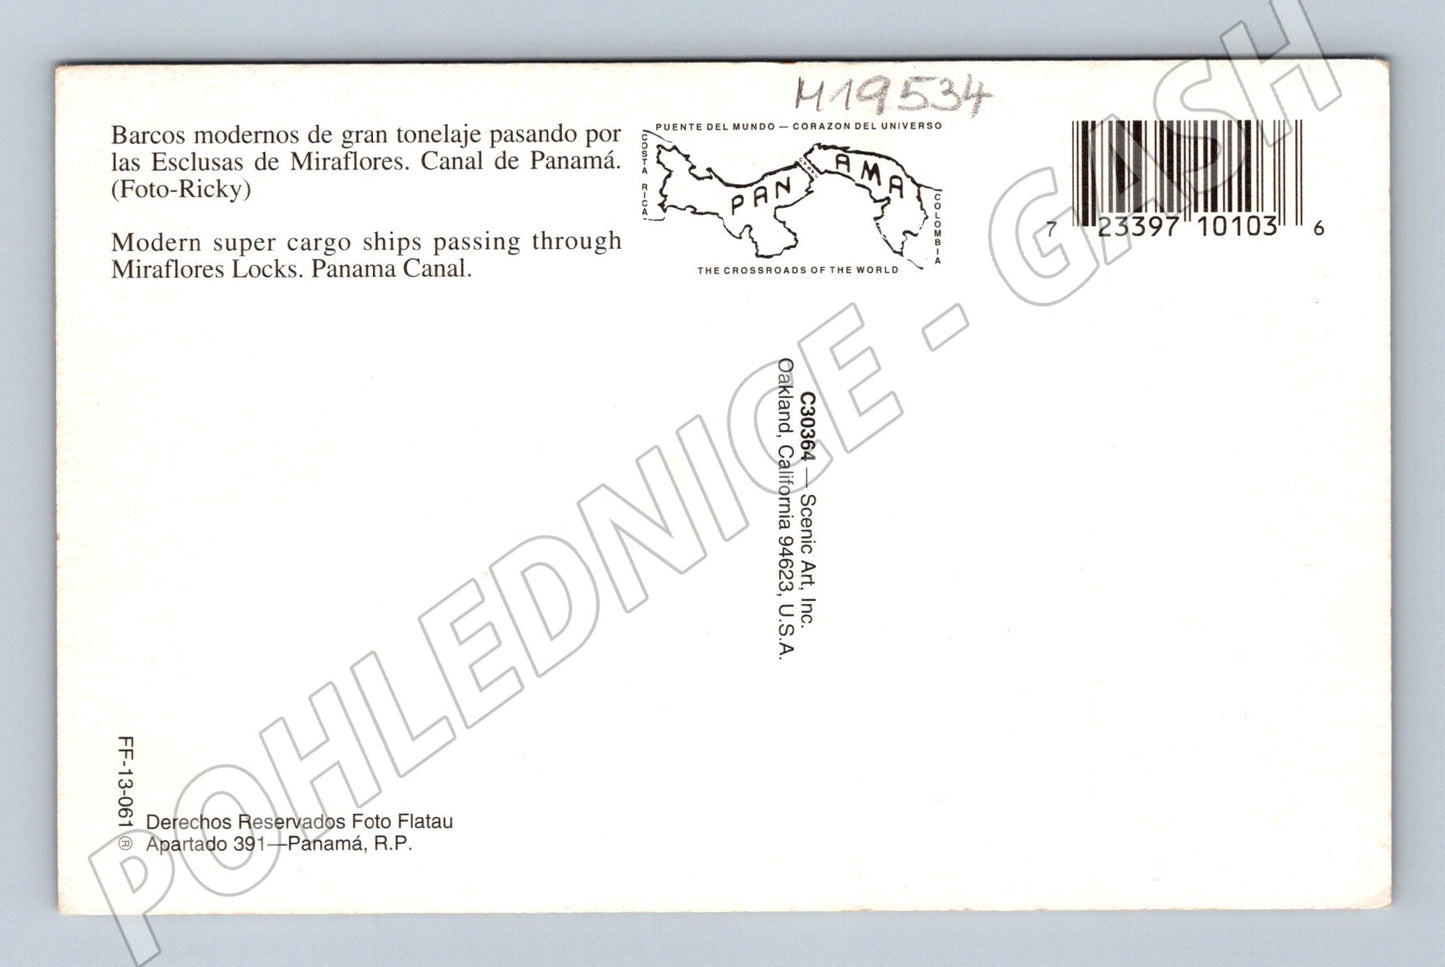 M19534
Barcos modernos de gran tonelaje pasando por
las Esclusas de Miraflores. Canal de Panamá.
(Foto-Ricky)
Modern super cargo ships passing through
Miraflores Locks. Panama Canal.
PUENTE DEL MUNDO — CORAZON DEL UNIVERSO
COSTA RICA
PANAMA
COLOMBIA
THE CROSSROADS OF THE WORLD
7 23397 10103 6
C30364 — Scenic Art, Inc.
Oakland, California 94623, U.S.A.
FF-13-061 ®
Derechos Reservados Foto Flatau
Apartado 391—Panamá, R.P.
POHLEDNICE - GASH